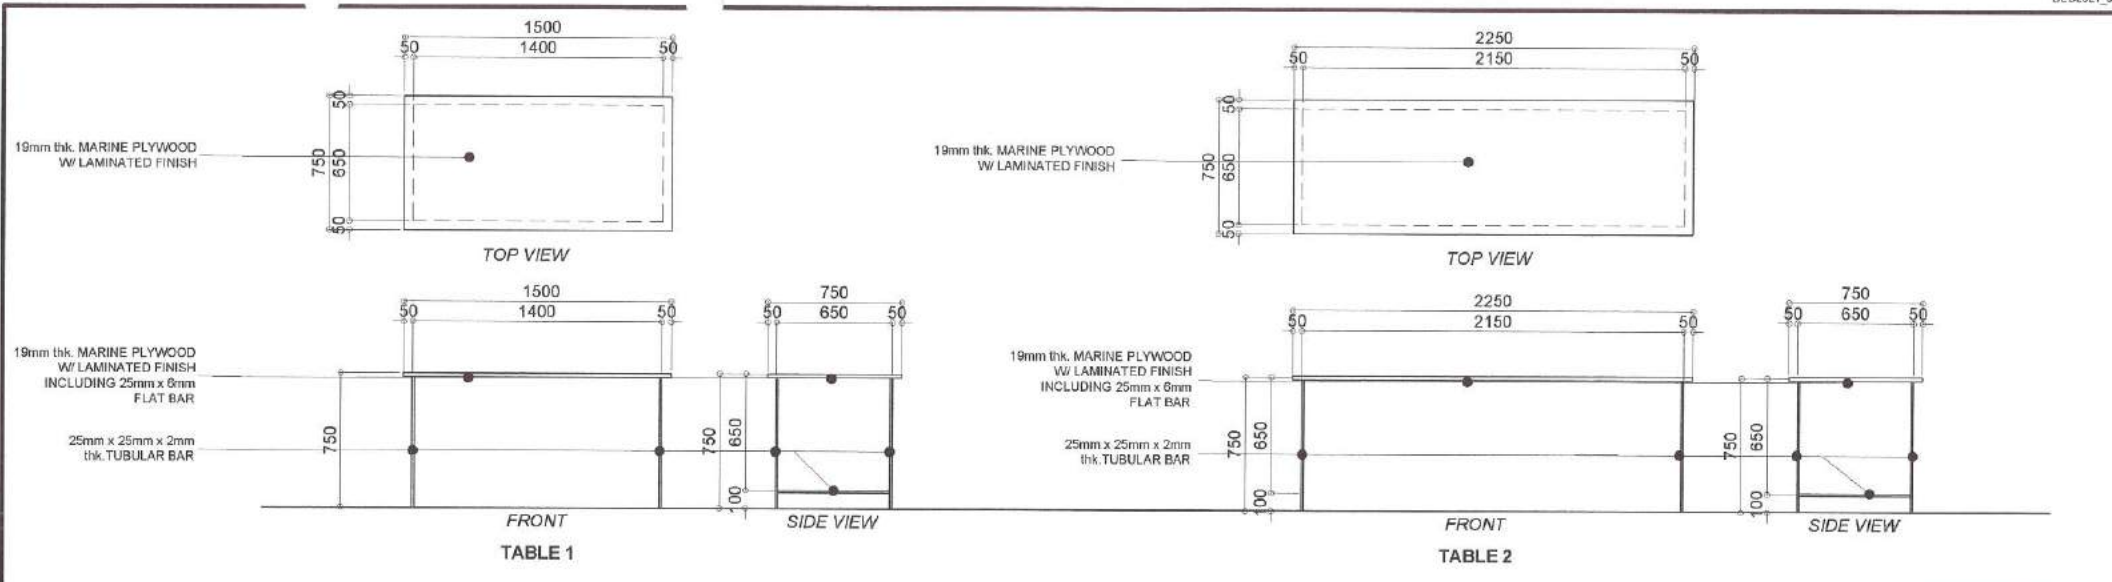 1500
50 1400 50
50
750 650
50
19mm thk. MARINE PLYWOOD
W/ LAMINATED FINISH
TOP VIEW
1500
50 1400 50
750
50 650 50
19mm thk. MARINE PLYWOOD
W/ LAMINATED FINISH
INCLUDING 25mm x 6mm
FLAT BAR
25mm x 25mm x 2mm
thk.TUBULAR BAR
750
750 650
100
FRONT
SIDE VIEW
TABLE 1
2250
50 2150 50
50
750 650
50
19mm thk. MARINE PLYWOOD
W/ LAMINATED FINISH
TOP VIEW
2250
50 2150 50
750
50 650 50
19mm thk. MARINE PLYWOOD
W/ LAMINATED FINISH
INCLUDING 25mm x 6mm
FLAT BAR
25mm x 25mm x 2mm
thk.TUBULAR BAR
750 650
100
750 650
100
FRONT
SIDE VIEW
TABLE 2